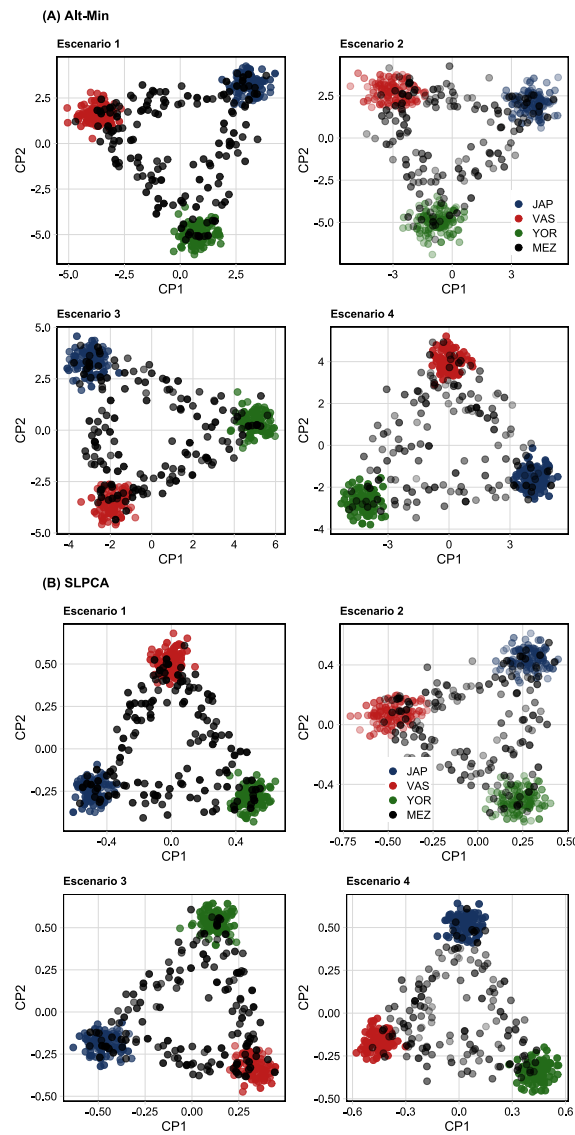 (A) Alt-Min
Escenario 1
CP2
2.5
0.0
-2.5
-5.0
-5.0
-2.5
0.0
2.5
CP1
Escenario 2
5.0
2.5
0.0
-2.5
-5.0
-3
0
3
CP1
JAP
VAS
YOR
MEZ
Escenario 3
CP2
5.0
2.5
0.0
-2.5
-5.0
-4
-2
0
2
4
6
CP1
Escenario 4
CP2
4
2
0
-2
-4
-3
0
3
CP1
(B) SLPCA
Escenario 1
CP2
0.50
0.25
0.00
-0.25
-0.4
0.0
0.4
CP1
Escenario 2
CP2
0.4
0.0
-0.4
-0.75
-0.50
-0.25
0.00
0.25
0.50
CP1
JAP
VAS
YOR
MEZ
Escenario 3
CP2
0.50
0.25
0.00
-0.25
-0.50
-0.50
-0.25
0.00
0.25
CP1
Escenario 4
CP2
0.50
0.25
0.00
-0.25
-0.50
-0.6
-0.3
0.0
0.3
0.6
CP1